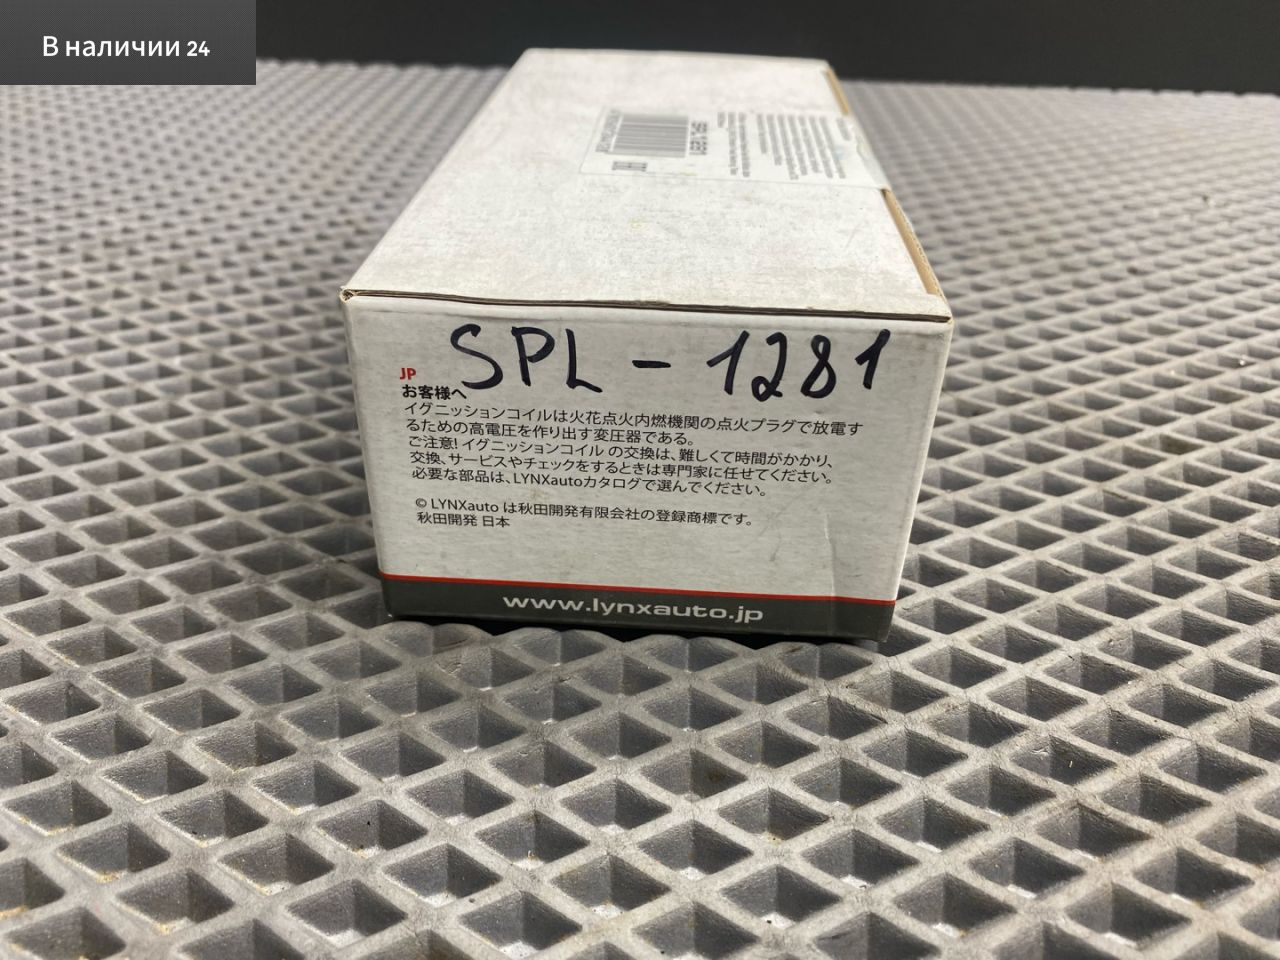 В наличии 24
SPL 1281
SPL - 1281
JP
お客様へ
イグニッションコイルは火花点火内燃機関の点火プラグで放電す
るための高電圧を作り出す変圧器である。
ご注意! イグニッションコイル の交換は、難しくて時間がかかり、
交換、サービスやチェックをするときは専門家に任せてください。
必要な部品は、LYNXautoカタログで選んでください。
© LYNXauto は秋田開発有限会社の登録商標です。
秋田開発 日本
www.lynxauto.jp